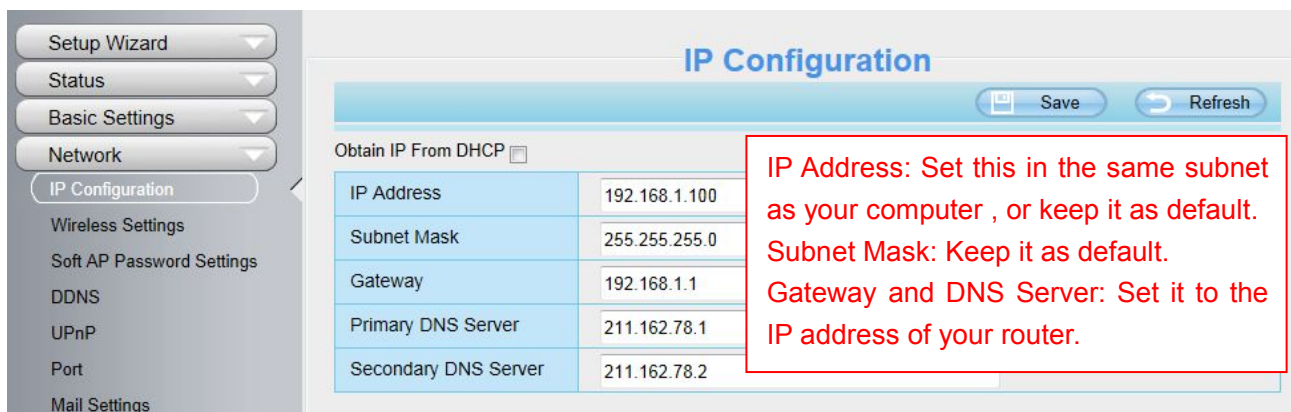 Setup Wizard
Status
Basic Settings
Network
IP Configuration
Wireless Settings
Soft AP Password Settings
DDNS
UPnP
Port
Mail Settings
IP Configuration
Save Refresh
Obtain IP From DHCP
IP Address 192.168.1.100
Subnet Mask 255.255.255.0
Gateway 192.168.1.1
Primary DNS Server 211.162.78.1
Secondary DNS Server 211.162.78.2
IP Address: Set this in the same subnet
as your computer , or keep it as default.
Subnet Mask: Keep it as default.
Gateway and DNS Server: Set it to the
IP address of your router.